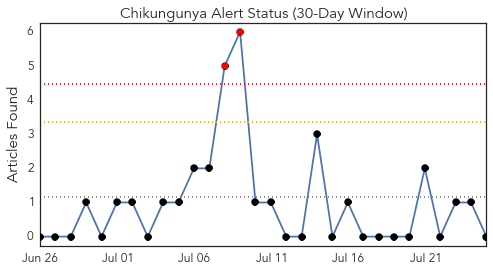 Chikungunya Alert Status (30-Day Window)
Articles Found
6
5
4
3
2
1
0
Jun 26
Jul 01
Jul 06
Jul 11
Jul 16
Jul 21